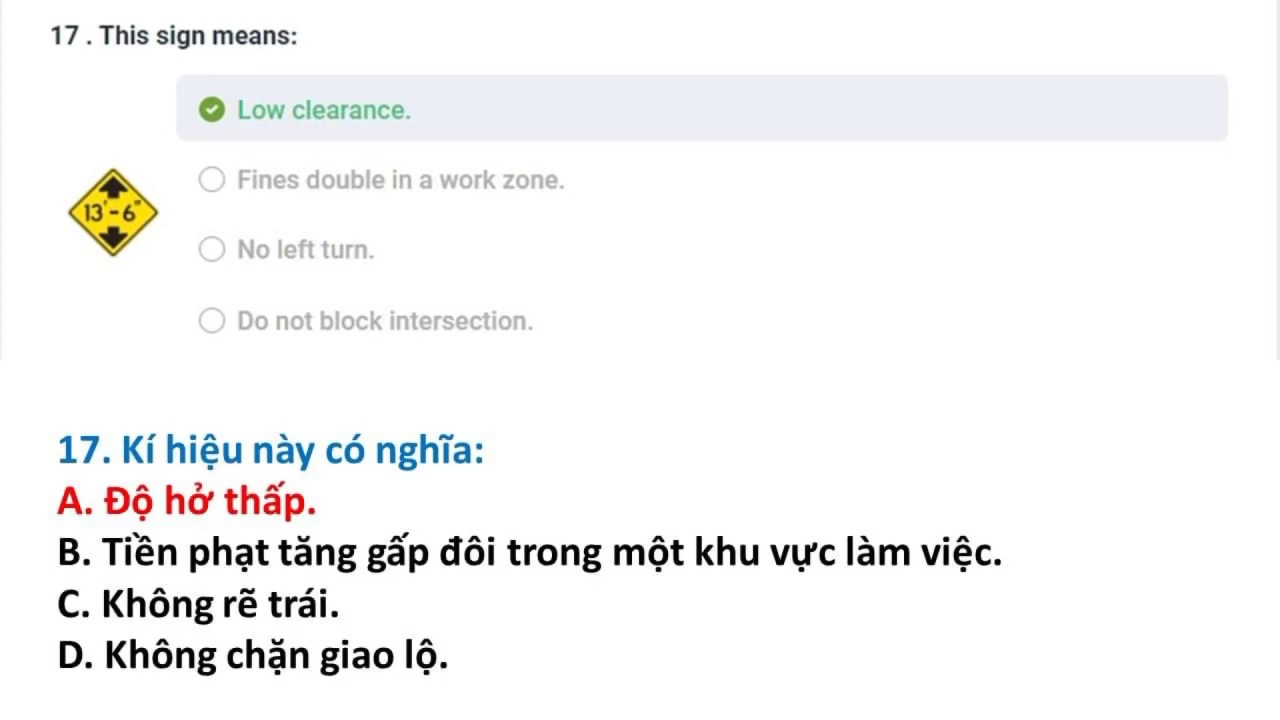 17 . This sign means:
Low clearance.
Fines double in a work zone.
13'-6"
No left turn.
Do not block intersection.
17. Kí hiệu này có nghĩa:
A. Độ hở thấp.
B. Tiền phạt tăng gấp đôi trong một khu vực làm việc.
C. Không rẽ trái.
D. Không chặn giao lộ.